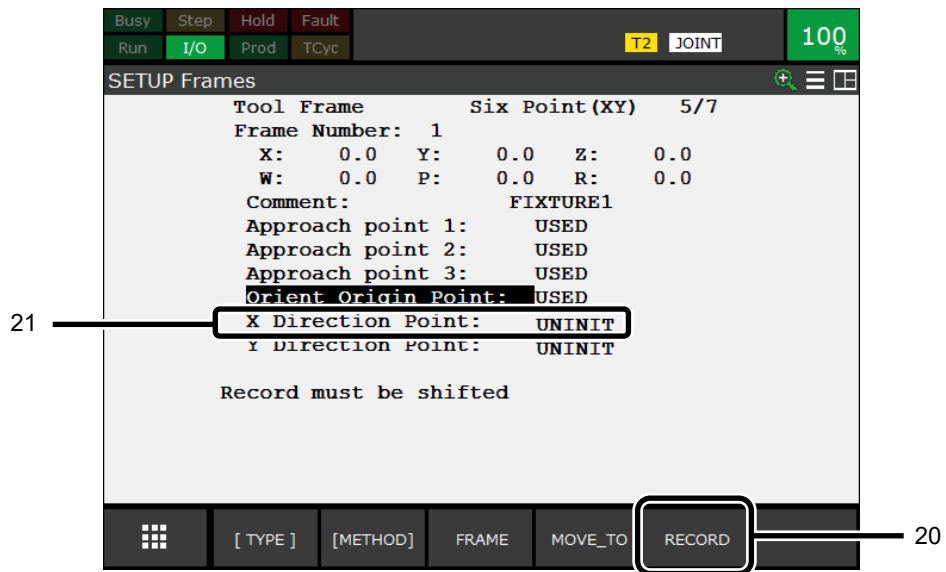 Busy Step Hold Fault
Run I/O Prod TCyc T2 JOINT 100 %
SETUP Frames
Tool Frame Six Point(XY) 5/7
Frame Number: 1
X: 0.0 Y: 0.0 Z: 0.0
W: 0.0 P: 0.0 R: 0.0
Comment: FIXTURE1
Approach point 1: USED
Approach point 2: USED
Approach point 3: USED
Orient Origin Point: USED
21 X Direction Point: UNINIT
Y Direction Point: UNINIT
Record must be shifted
[ TYPE ] [METHOD] FRAME MOVE_TO RECORD 20